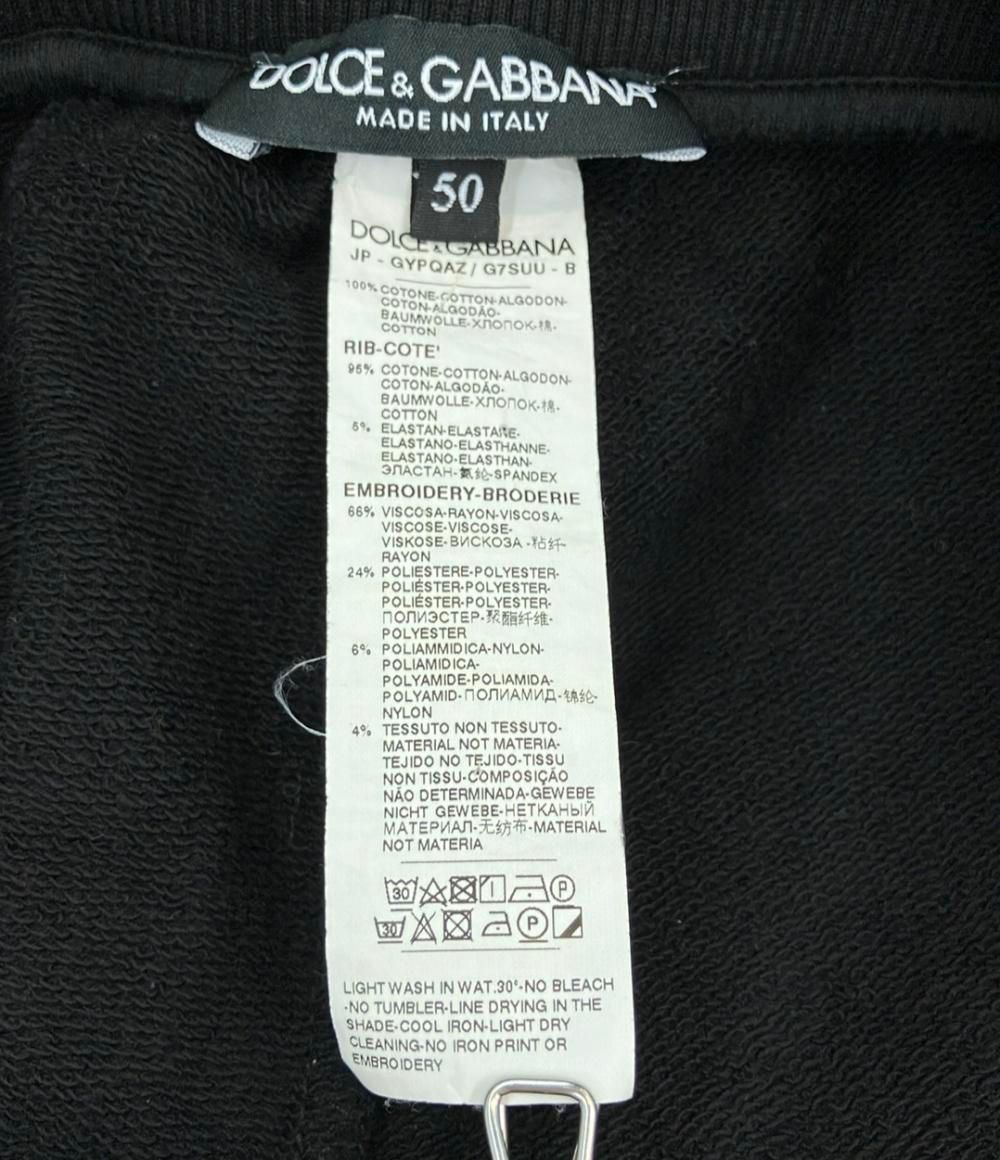 DOLCE & GABBANA
MADE IN ITALY
50
DOLCE & GABBANA
JP - GYPQAZ / G7SUU - B
100% COTONE-COTTON-ALGODON-
COTON-ALGODÃO-
BAUMWOLLE-ХЛОПОК-棉-
COTTON
RIB-COTE'
95% COTONE-COTTON-ALGODON-
COTON-ALGODÃO-
BAUMWOLLE-ХЛОПОК-棉-
COTTON
5% ELASTAN-ELASTANE-
ELASTANO-ELASTHANNE-
ELASTANO-ELASTHAN-
ЭЛАСТАН-氨纶-SPANDEX
EMBROIDERY-BRODERIE
66% VISCOSA-RAYON-VISCOSA-
VISCOSE-VISCOSE-
VISKOSE-ВИСКОЗА -粘纤-
RAYON
24% POLIESTERE-POLYESTER-
POLIÉSTER-POLYESTER-
POLIÉSTER-POLYESTER-
ПОЛИЭСТЕР-聚酯纤维-
POLYESTER
6% POLIAMMIDICA-NYLON-
POLIAMIDICA-
POLYAMIDE-POLIAMIDA-
POLYAMID-ПОЛИАМИД-锦纶-
NYLON
4% TESSUTO NON TESSUTO-
MATERIAL NOT MATERIA-
TEJIDO NO TEJIDO-TISSU
NON TISSU-COMPOSIÇÃO
NÃO DETERMINADA-GEWEBE
NICHT GEWEBE-НЕТКАНЫЙ
МАТЕРИАЛ-无纺布-MATERIAL
NOT MATERIA
30 P
30 P
LIGHT WASH IN WAT.30°-NO BLEACH
-NO TUMBLER-LINE DRYING IN THE
SHADE-COOL IRON-LIGHT DRY
CLEANING-NO IRON PRINT OR
EMBROIDERY